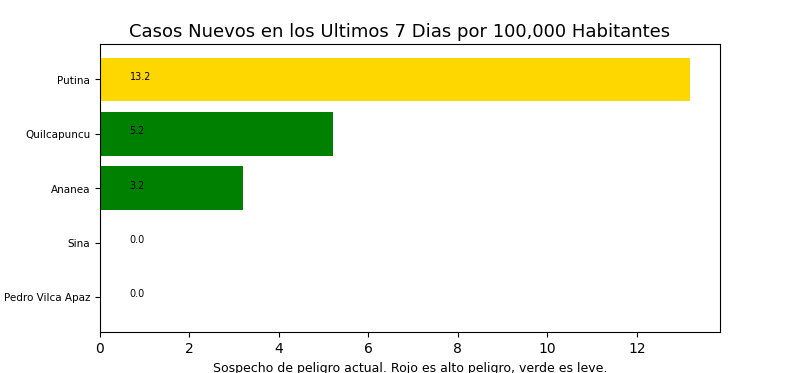 Casos Nuevos en los Ultimos 7 Dias por 100,000 Habitantes
Putina 13.2
Quilcapuncu 5.2
Ananea 3.2
Sina 0.0
Pedro Vilca Apaz 0.0
0 2 4 6 8 10 12
Sospecho de peligro actual. Rojo es alto peligro, verde es leve.